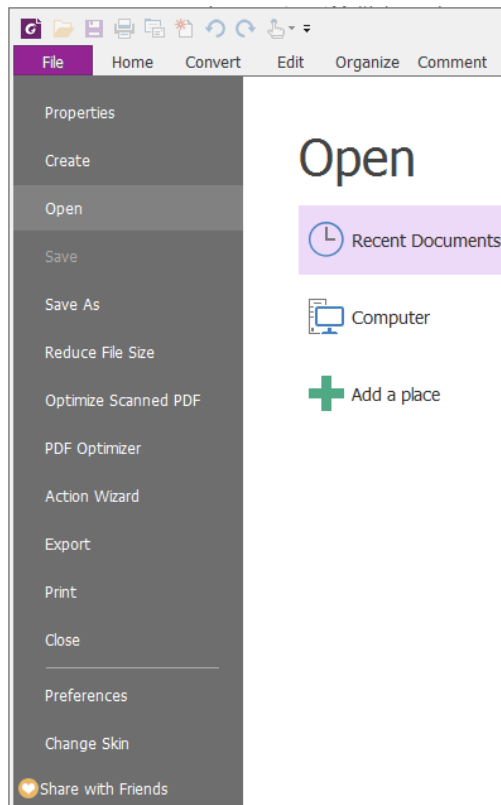 File Home Convert Edit Organize Comment
Properties
Create
Open
Save
Save As
Reduce File Size
Optimize Scanned PDF
PDF Optimizer
Action Wizard
Export
Print
Close
Preferences
Change Skin
Share with Friends
Open
Recent Documents
Computer
Add a place